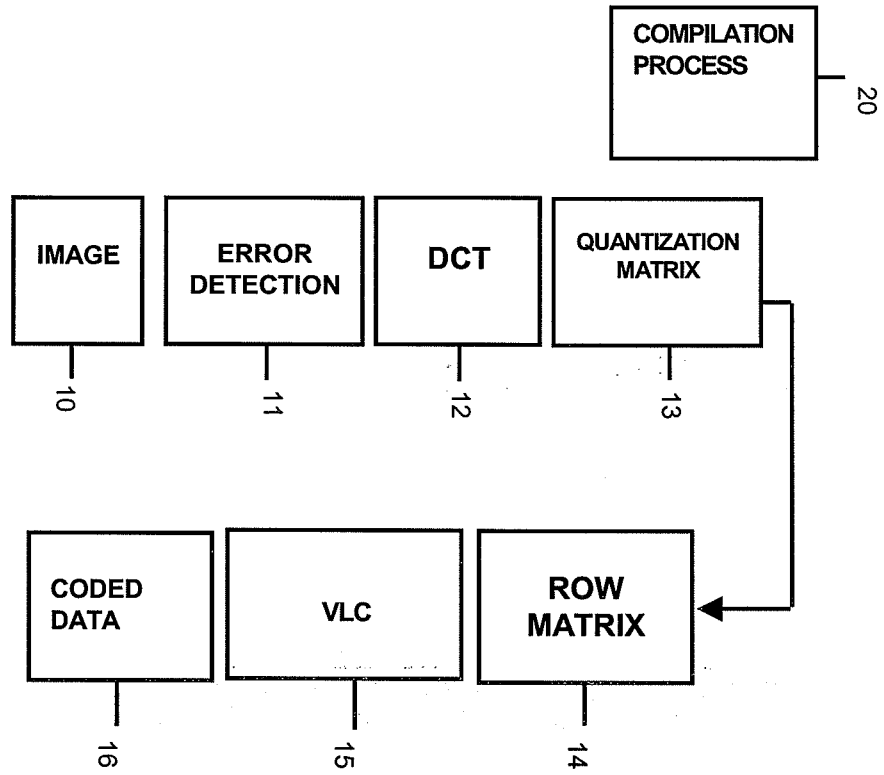 COMPILATION
PROCESS
20
IMAGE
ERROR
DETECTION
DCT
QUANTIZATION
MATRIX
10
11
12
13
CODED
DATA
VLC
ROW
MATRIX
16
15
14